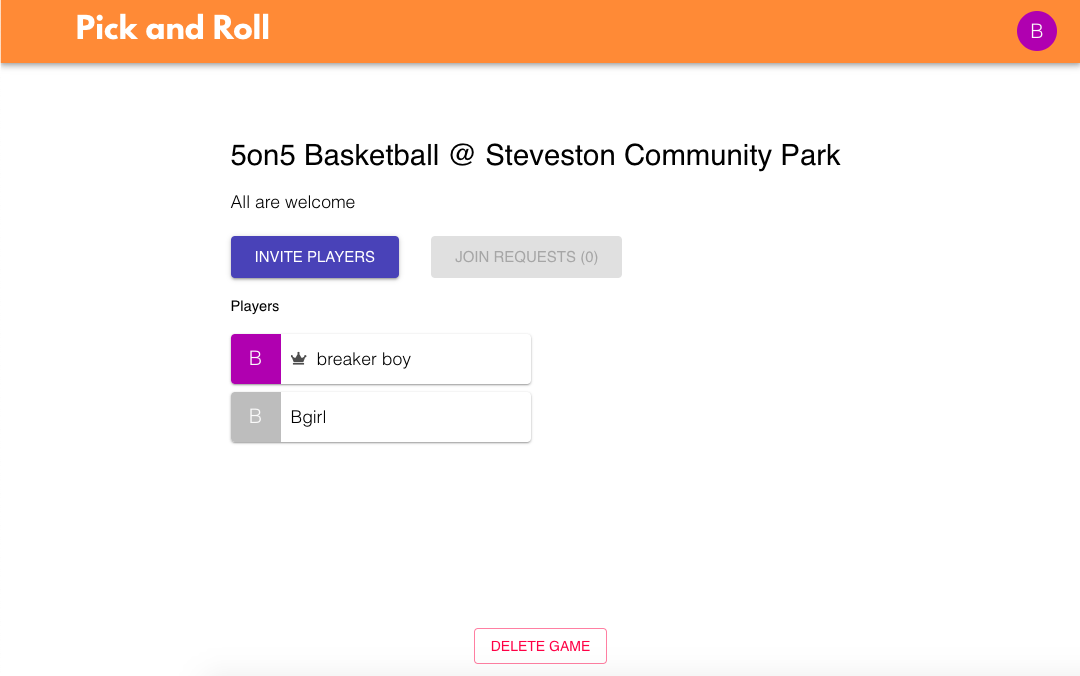 Pick and Roll
B
5on5 Basketball @ Steveston Community Park
All are welcome
INVITE PLAYERS
JOIN REQUESTS (0)
Players
B breaker boy
B Bgirl
DELETE GAME